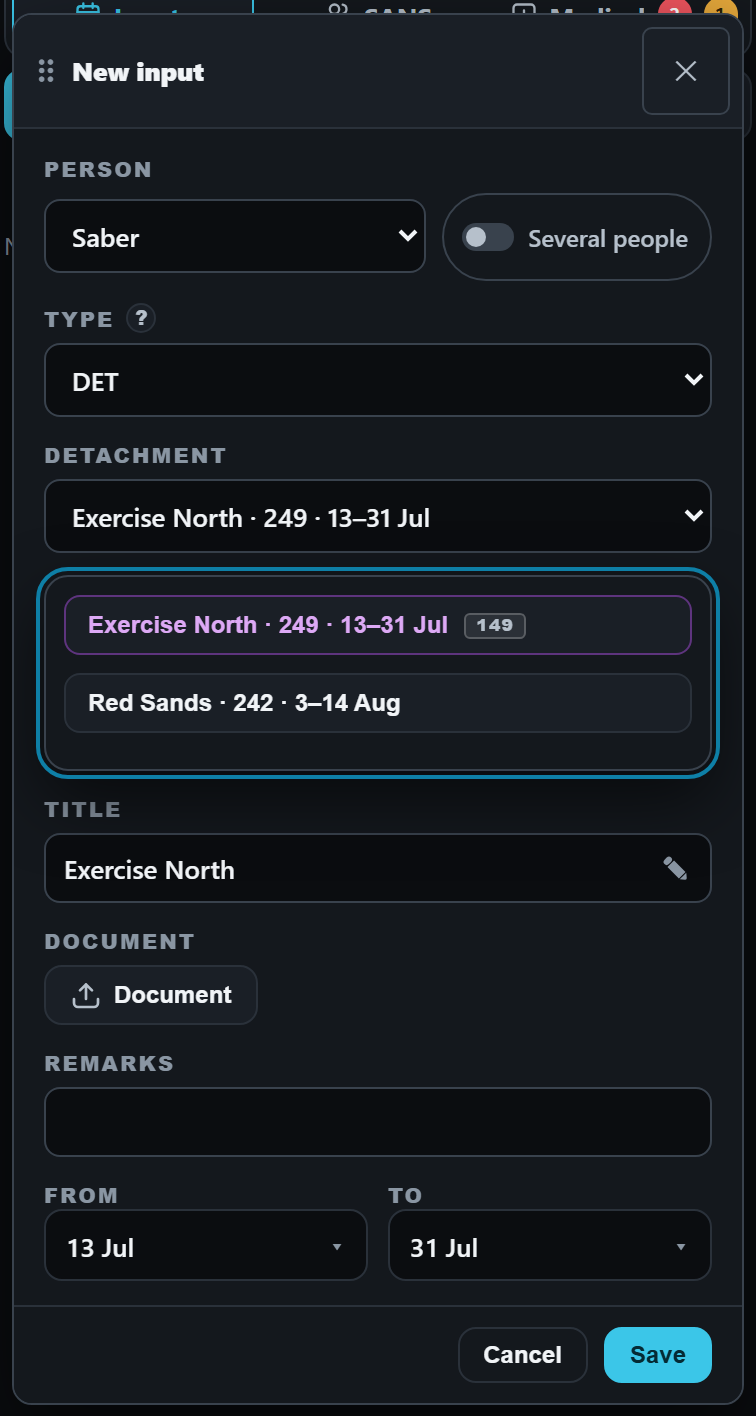 New input
PERSON
Saber
Several people
TYPE ?
DET
DETACHMENT
Exercise North · 249 · 13–31 Jul
Exercise North · 249 · 13–31 Jul 149
Red Sands · 242 · 3–14 Aug
TITLE
Exercise North
DOCUMENT
Document
REMARKS
FROM TO
13 Jul 31 Jul
Cancel Save